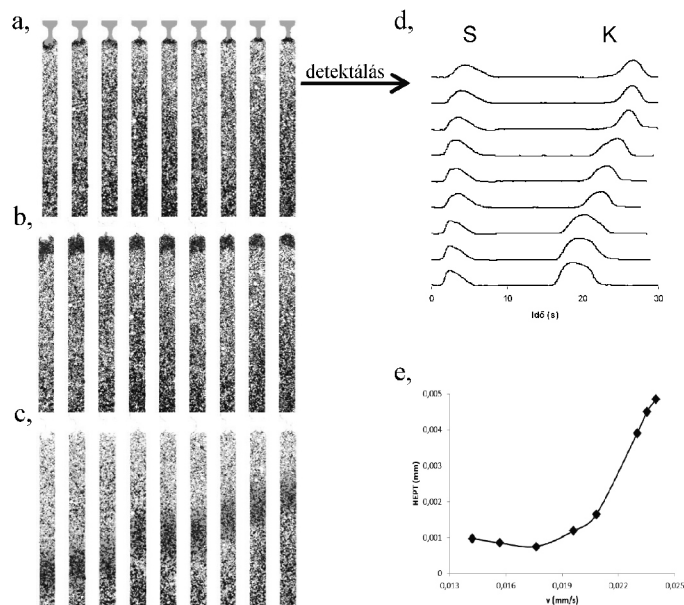 a,
detektálás
b,
c,
d,
S K
0 10 20 30
Idő (s)
e,
0,005
0,004
0,003
0,002
0,001
0
HEPT (mm)
0,013 0,016 0,019 0,022 0,025
v (mm/s)